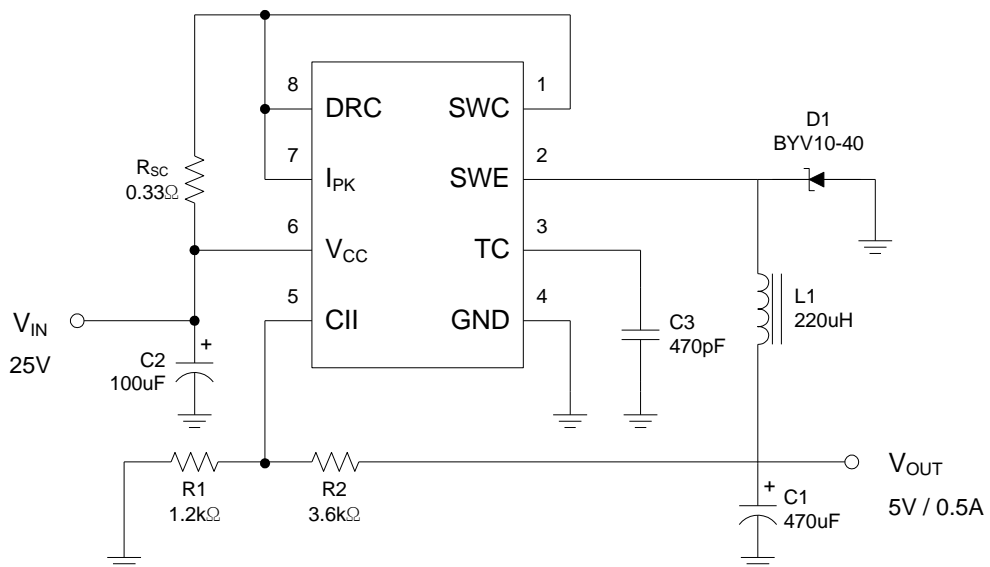 8
DRC
SWC
1
D1
BYV10-40
7
I_PK
SWE
2
R_SC
0.33Ω
6
V_CC
TC
3
5
CII
GND
4
L1
220uH
V_IN
25V
+
C2
100uF
C3
470pF
R1
1.2kΩ
R2
3.6kΩ
V_OUT
5V / 0.5A
+
C1
470uF